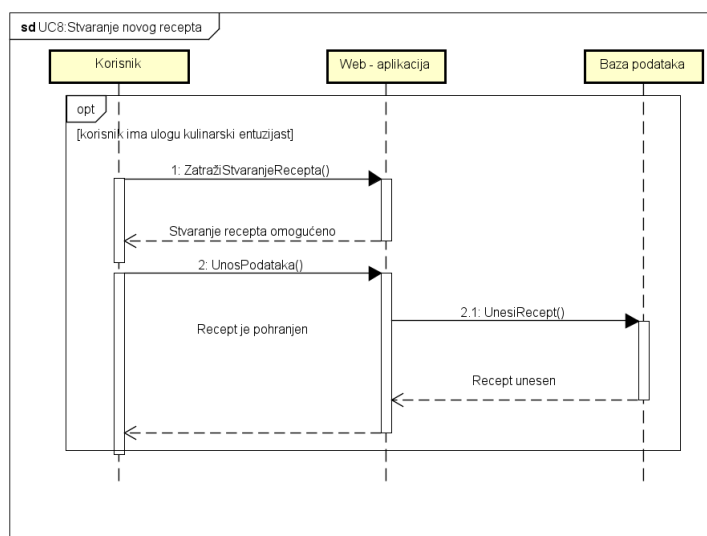 sd UC8:Stvaranje novog recepta
Korisnik
Web - aplikacija
Baza podataka
opt
[korisnik ima ulogu kulinarski entuzijast]
1: ZatražiStvaranjeRecepta()
Stvaranje recepta omogućeno
2: UnosPodataka()
2.1: UnesiRecept()
Recept je pohranjen
Recept unesen